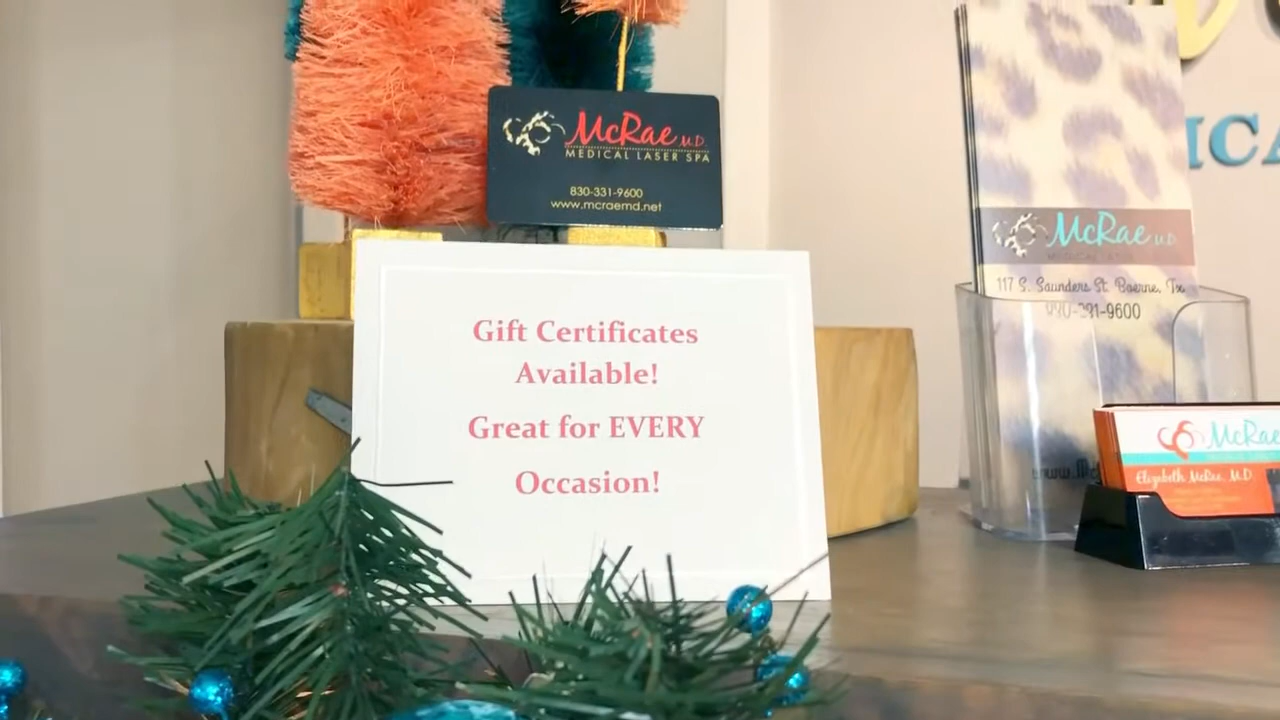 McRae M.D.
MEDICAL LASER SPA
830-331-9600
www.mcraemd.net
Gift Certificates
Available!
Great for EVERY
Occasion!
McRae M.D.
117 S. Saunders St. Boerne, Tx
830-331-9600
McRae
Elizabeth McRae, M.D